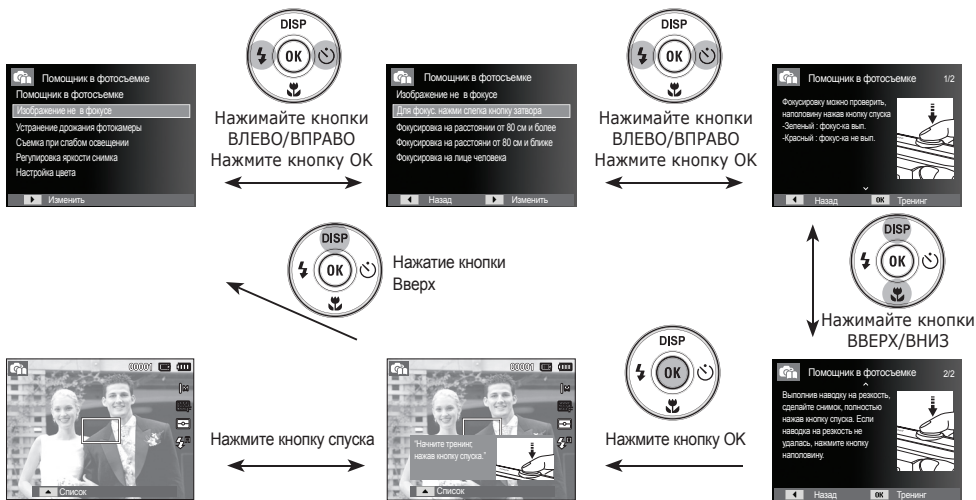 DISP
OK
Помощник в фотосъемке
Помощник в фотосъемке
Изображение не в фокусе
Устранение дрожания фотокамеры
Съемка при слабом освещении
Регулировка яркости снимка
Настройка цвета
Изменить
Нажимайте кнопки
ВЛЕВО/ВПРАВО
Нажмите кнопку OK
Помощник в фотосъемке
Изображение не в фокусе
Для фокус. нажми слегка кнопку затвора
Фокусировка на расстоянии от 80 см и более
Фокусировка на расстоянии от 80 см и ближе
Фокусировка на лице человека
Назад
Изменить
DISP
OK
Нажимайте кнопки
ВЛЕВО/ВПРАВО
Нажмите кнопку OK
Помощник в фотосъемке 1/2
Фокусировку можно проверить,
наполовину нажав кнопку спуска
-Зеленый : фокус-ка вып.
-Красный : фокус-ка не вып.
Назад
OK Тренинг
DISP
OK
Нажатие кнопки
Вверх
DISP
OK
Нажимайте кнопки
ВВЕРХ/ВНИЗ
00001
Список
Нажмите кнопку спуска
00001
"Начните тренинг,
нажав кнопку спуска."
Список
DISP
OK
Нажмите кнопку OK
Помощник в фотосъемке 2/2
Выполнив наводку на резкость,
сделайте снимок, полностью
нажав кнопку спуска. Если
наводка на резкость не
удалась, нажмите кнопку
наполовину.
Назад
OK Тренинг